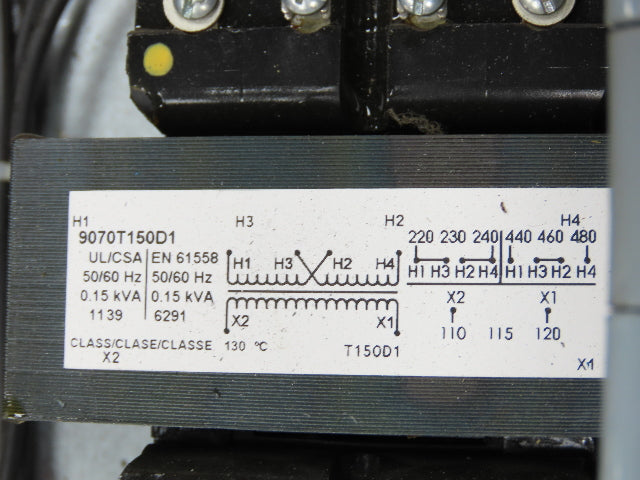 H1 H3 H2 H4
9070T150D1
UL/CSA EN 61558
50/60 Hz 50/60 Hz
0.15 kVA 0.15 kVA
1139 6291
CLASS/CLASE/CLASSE 130 °C
X2
H1 H3 H2 H4
X2 X1
T150D1
220 230 240 440 460 480
H1 H3 H2 H4 H1 H3 H2 H4
X2 X1
110 115 120
X1